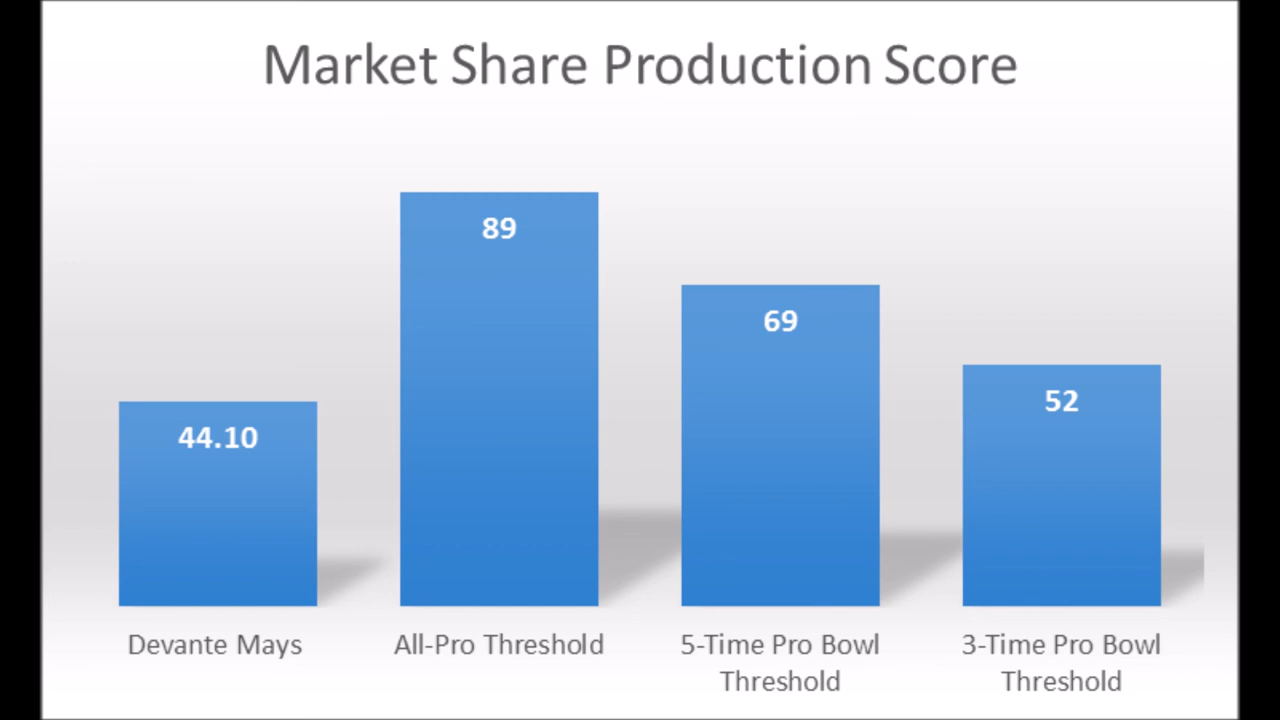 Market Share Production Score
89
69
52
44.10
Devante Mays
All-Pro Threshold
5-Time Pro Bowl
Threshold
3-Time Pro Bowl
Threshold